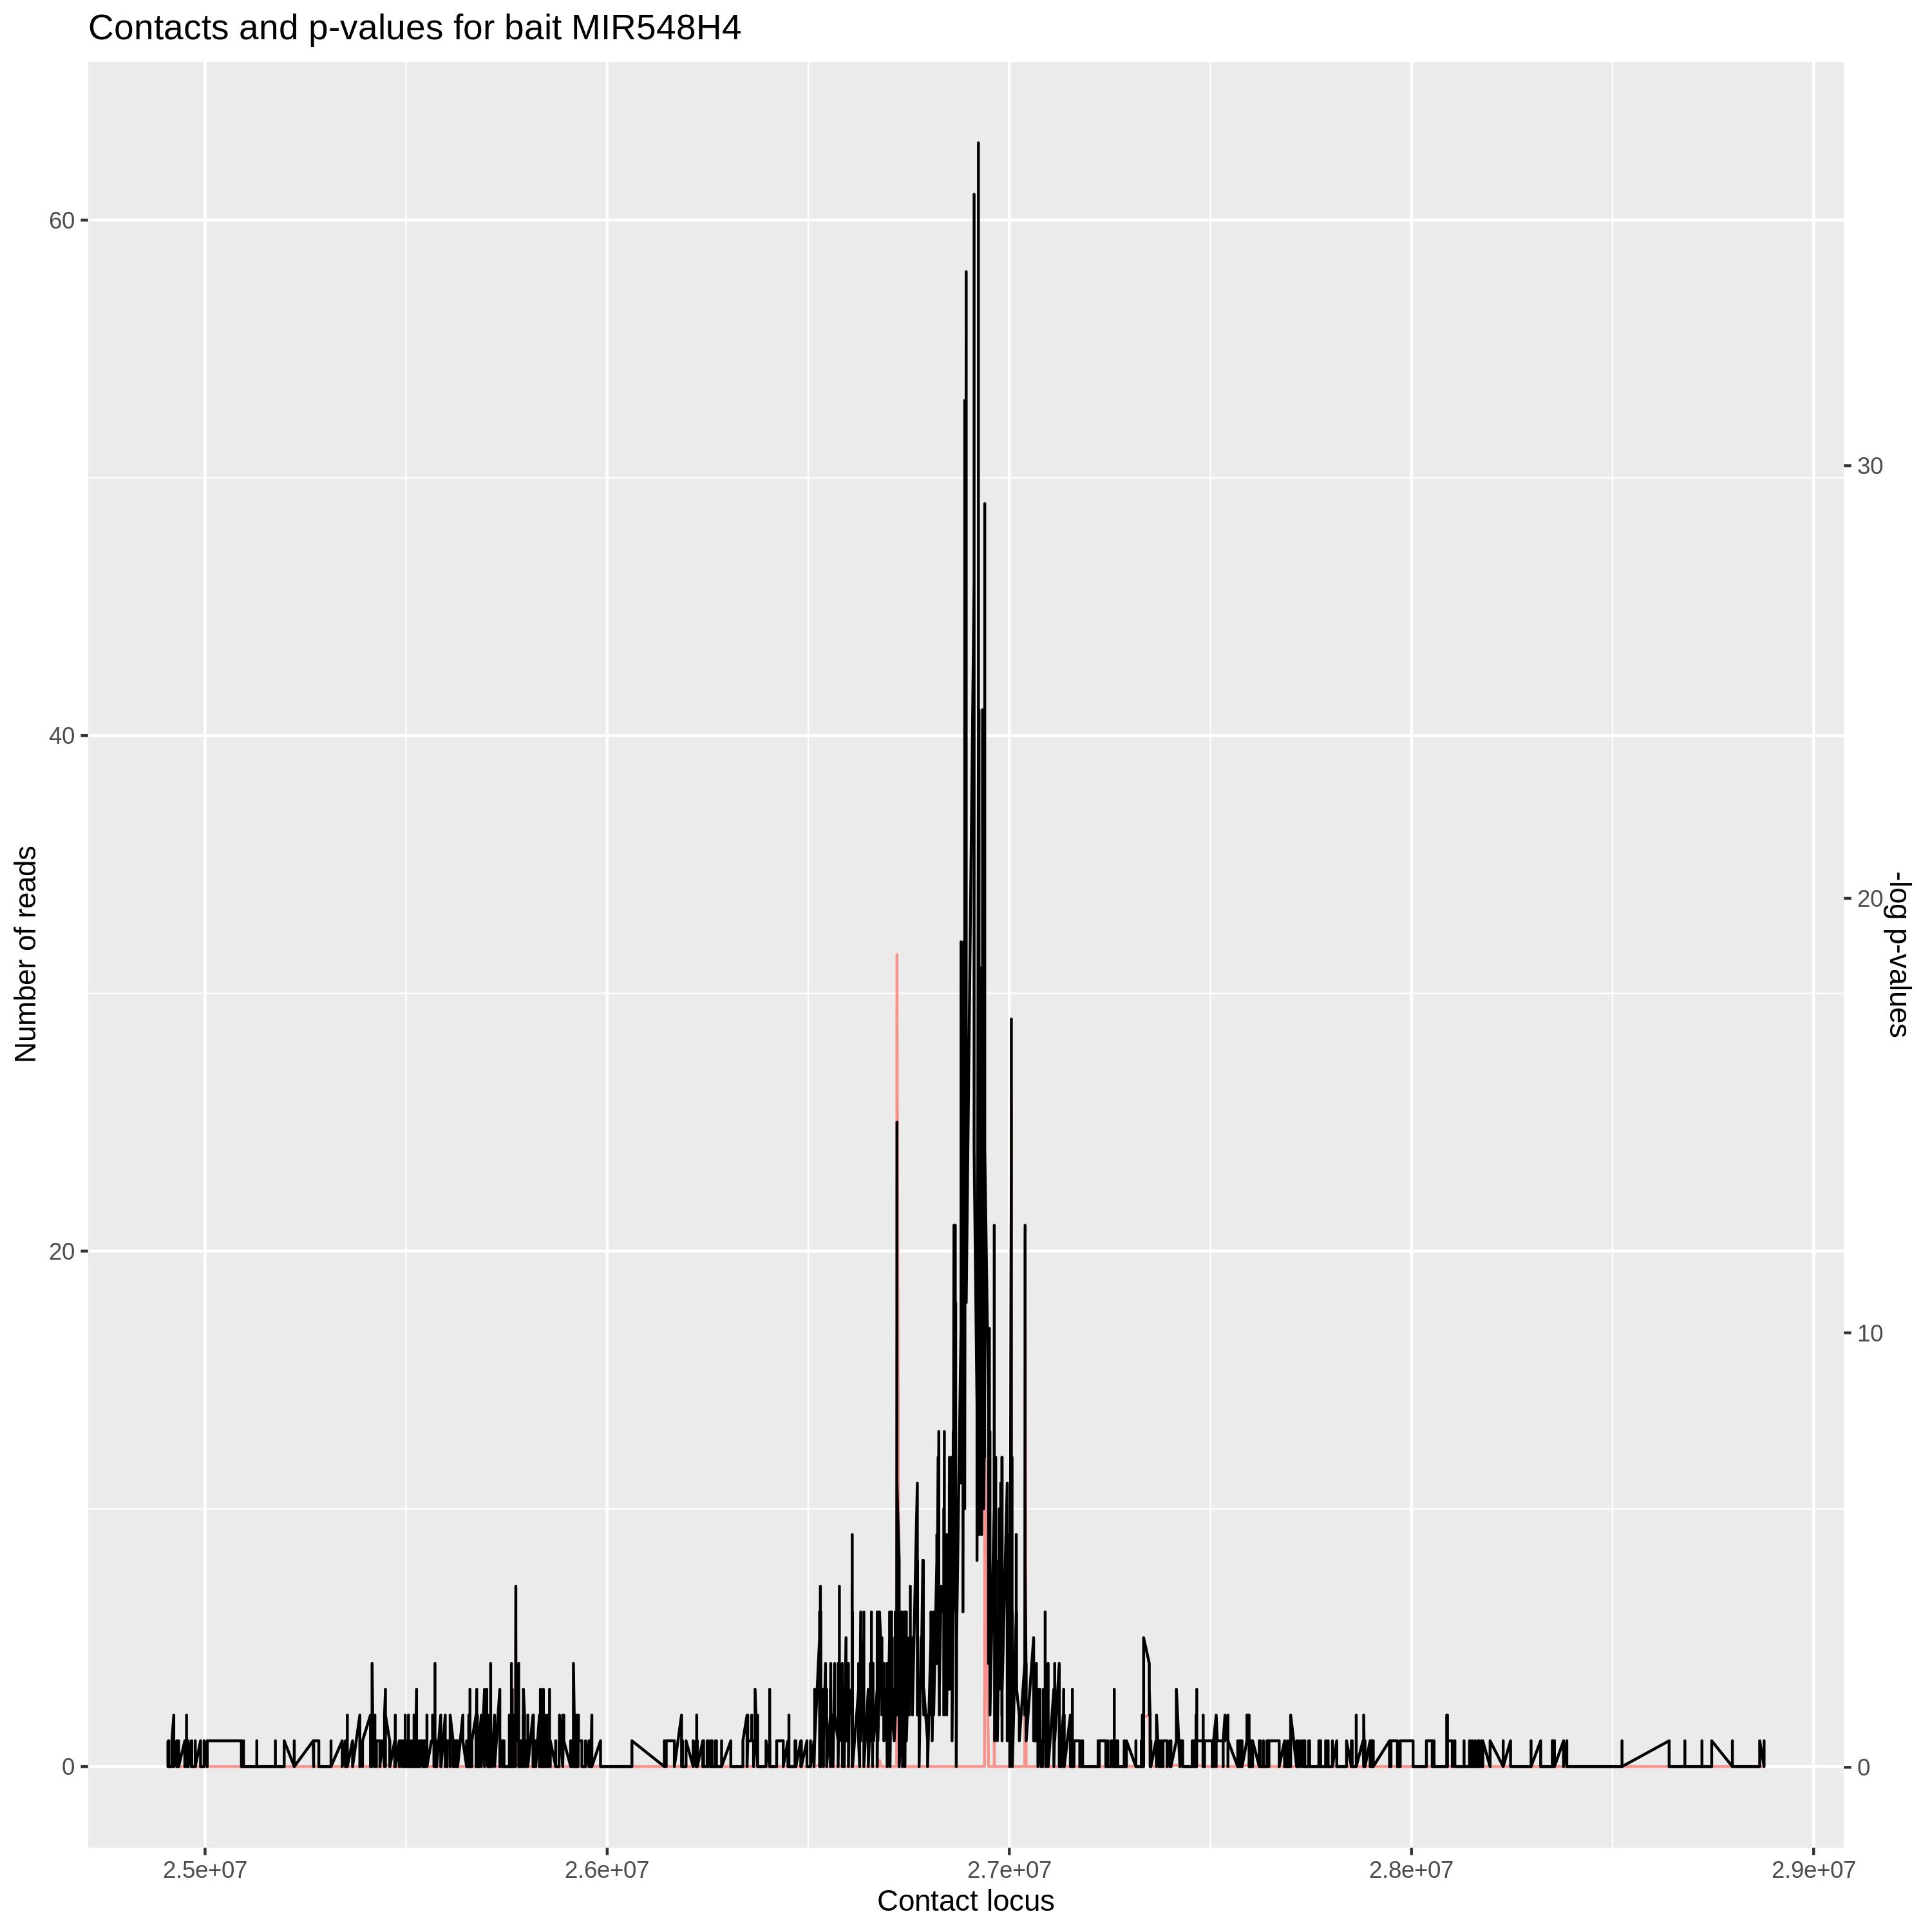 Contacts and p-values for bait MIR548H4
60
40
20
0
Number of reads
30
20
10
0
-log p-values
2.5e+07 2.6e+07 2.7e+07 2.8e+07 2.9e+07
Contact locus